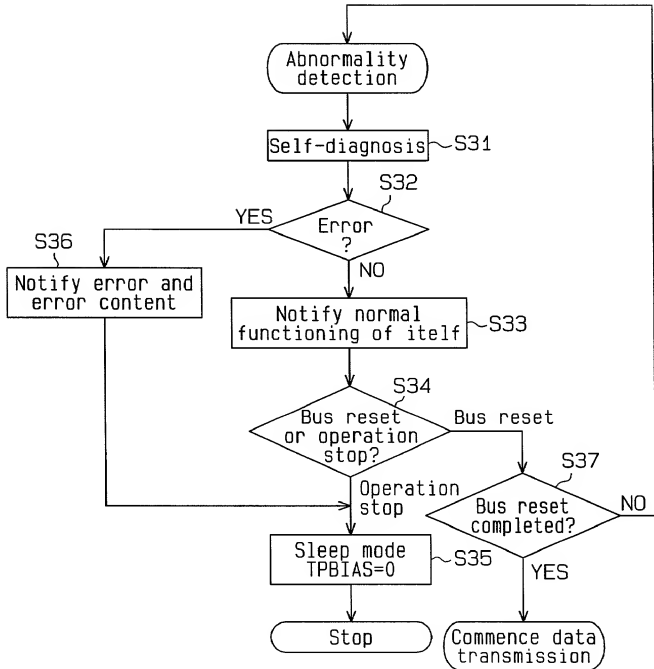 Abnormality
detection
Self-diagnosis
S31
S32
YES
Error
?
S36
NO
Notify error and
error content
Notify normal
functioning of itelf
S33
S34
Bus reset
or operation
stop?
Bus reset
S37
Operation
stop
Bus reset
completed?
NO
Sleep mode
TPBIAS=0
S35
YES
Stop
Commence data
transmission